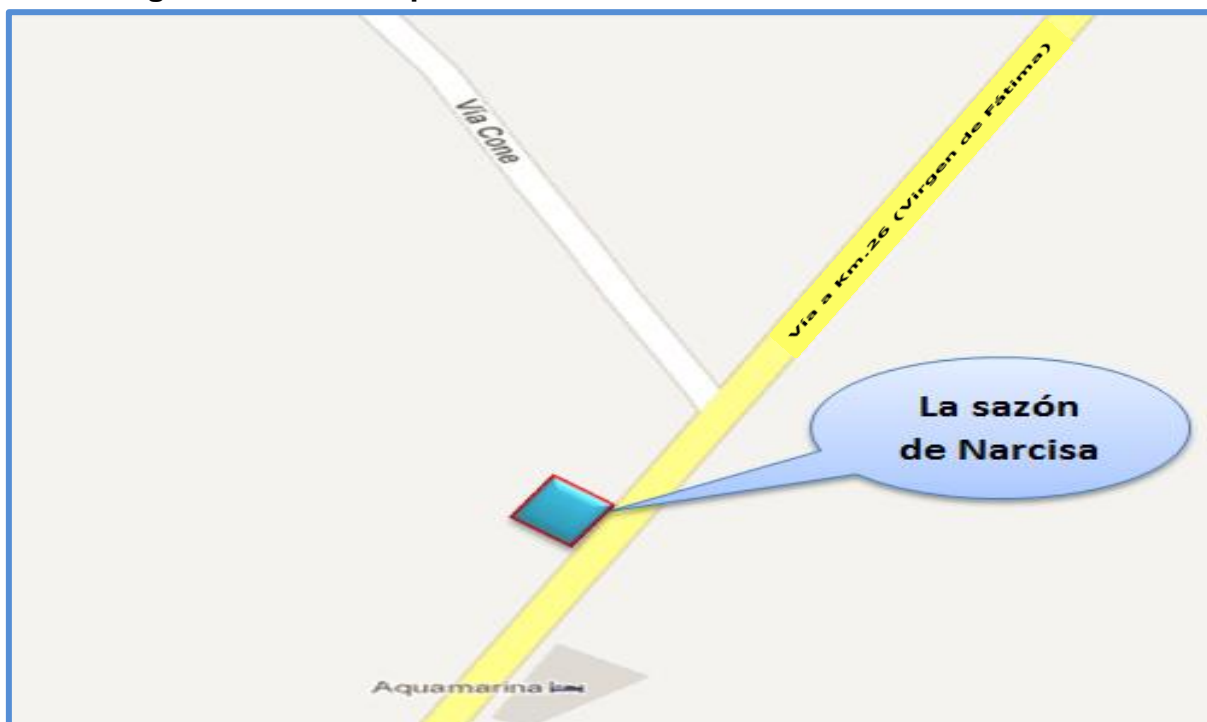 Vía Cone
Vía a Km.26 (Virgen de Fátima)
La sazón
de Narcisa
Aquamarina